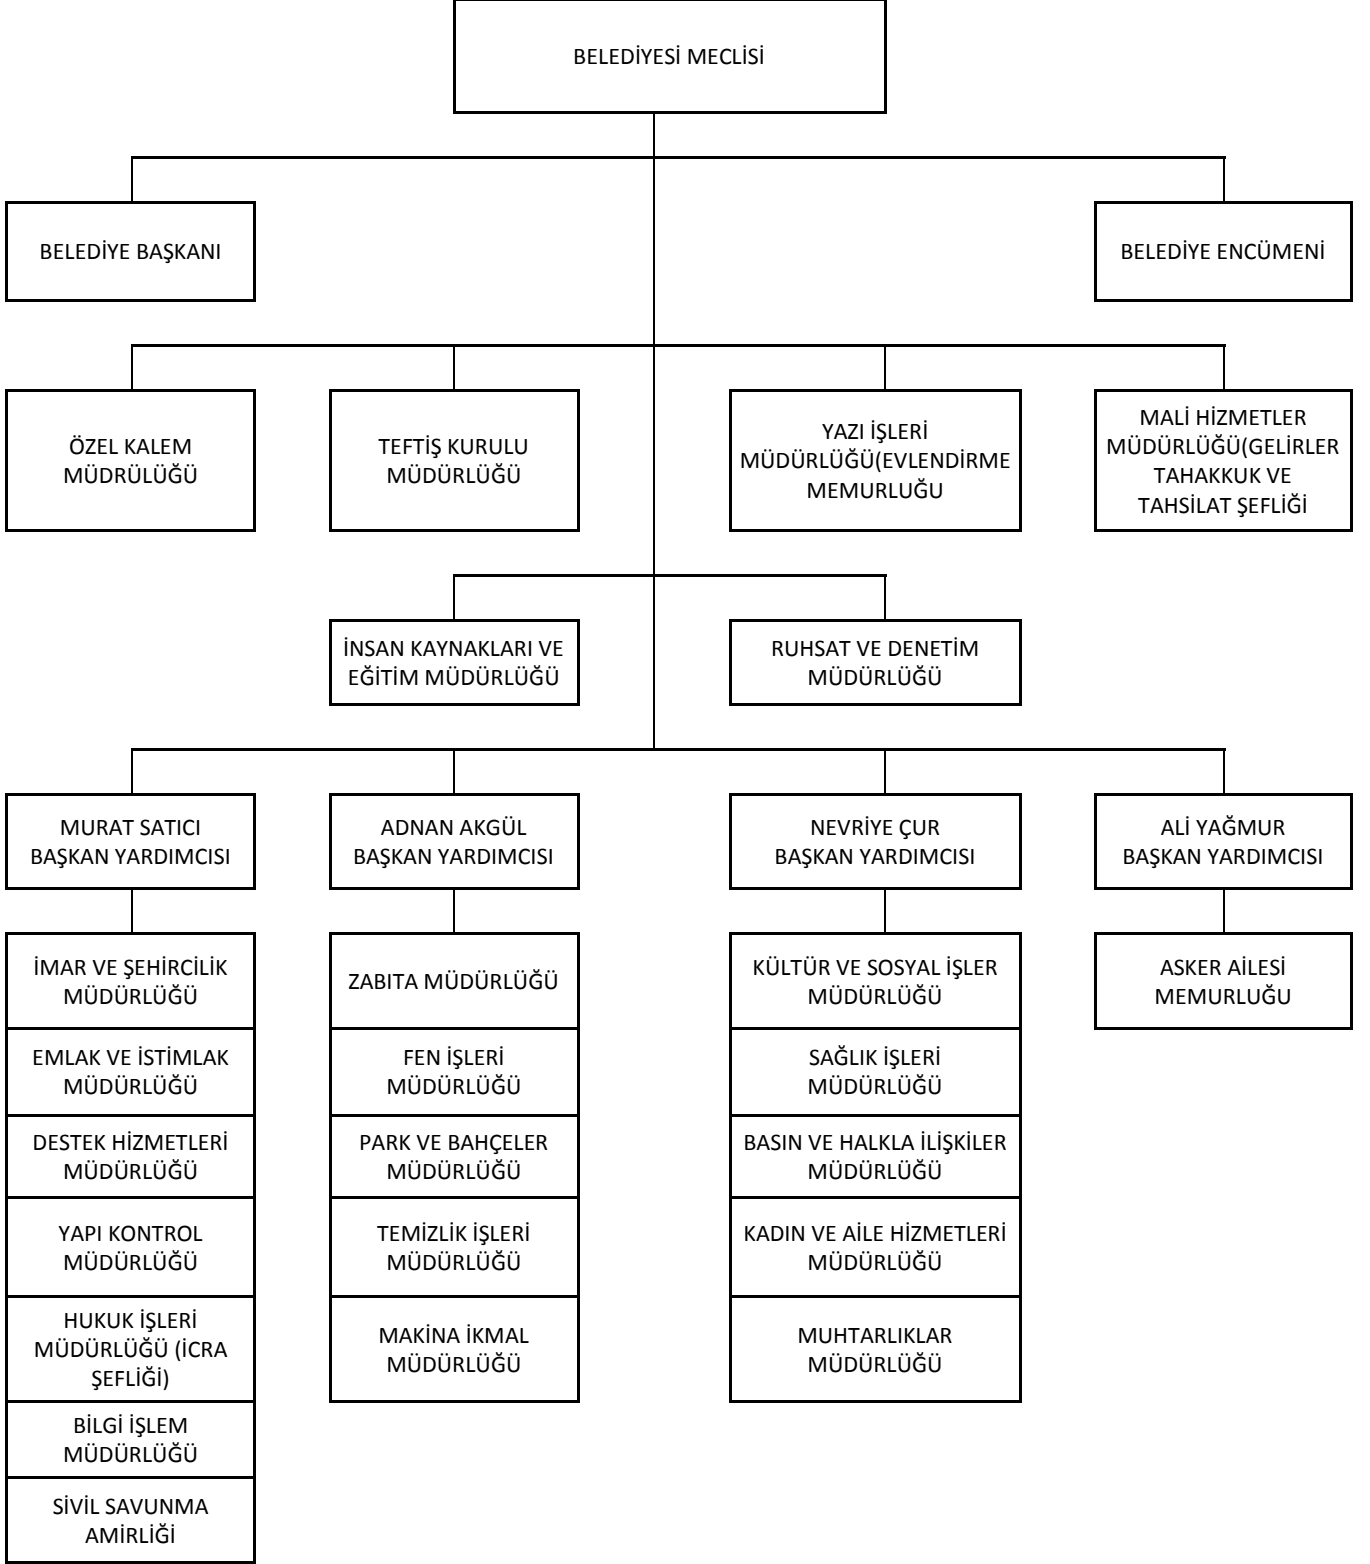 BELEDİYESİ MECLİSİ
BELEDİYE BAŞKANI
BELEDİYE ENCÜMENİ
ÖZEL KALEM
MÜDRÜLÜĞÜ
TEFTİŞ KURULU
MÜDÜRLÜĞÜ
YAZI İŞLERİ
MÜDÜRLÜĞÜ(EVLENDİRME
MEMURLUĞU
MALİ HİZMETLER
MÜDÜRLÜĞÜ(GELİRLER
TAHAKKUK VE
TAHSİLAT ŞEFLİĞİ
İNSAN KAYNAKLARI VE
EĞİTİM MÜDÜRLÜĞÜ
RUHSAT VE DENETİM
MÜDÜRLÜĞÜ
MURAT SATICI
BAŞKAN YARDIMCISI
ADNAN AKGÜL
BAŞKAN YARDIMCISI
NEVRİYE ÇUR
BAŞKAN YARDIMCISI
ALİ YAĞMUR
BAŞKAN YARDIMCISI
İMAR VE ŞEHİRCİLİK
MÜDÜRLÜĞÜ
ZABITA MÜDÜRLÜĞÜ
KÜLTÜR VE SOSYAL İŞLER
MÜDÜRLÜĞÜ
ASKER AİLESİ
MEMURLUĞU
EMLAK VE İSTİMLAK
MÜDÜRLÜĞÜ
FEN İŞLERİ
MÜDÜRLÜĞÜ
SAĞLIK İŞLERİ
MÜDÜRLÜĞÜ
DESTEK HİZMETLERİ
MÜDÜRLÜĞÜ
PARK VE BAHÇELER
MÜDÜRLÜĞÜ
BASIN VE HALKLA İLİŞKİLER
MÜDÜRLÜĞÜ
YAPI KONTROL
MÜDÜRLÜĞÜ
TEMİZLİK İŞLERİ
MÜDÜRLÜĞÜ
KADIN VE AİLE HİZMETLERİ
MÜDÜRLÜĞÜ
HUKUK İŞLERİ
MÜDÜRLÜĞÜ (İCRA
ŞEFLİĞİ)
MAKİNA İKMAL
MÜDÜRLÜĞÜ
MUHTARLIKLAR
MÜDÜRLÜĞÜ
BİLGİ İŞLEM
MÜDÜRLÜĞÜ
SİVİL SAVUNMA
AMİRLİĞİ